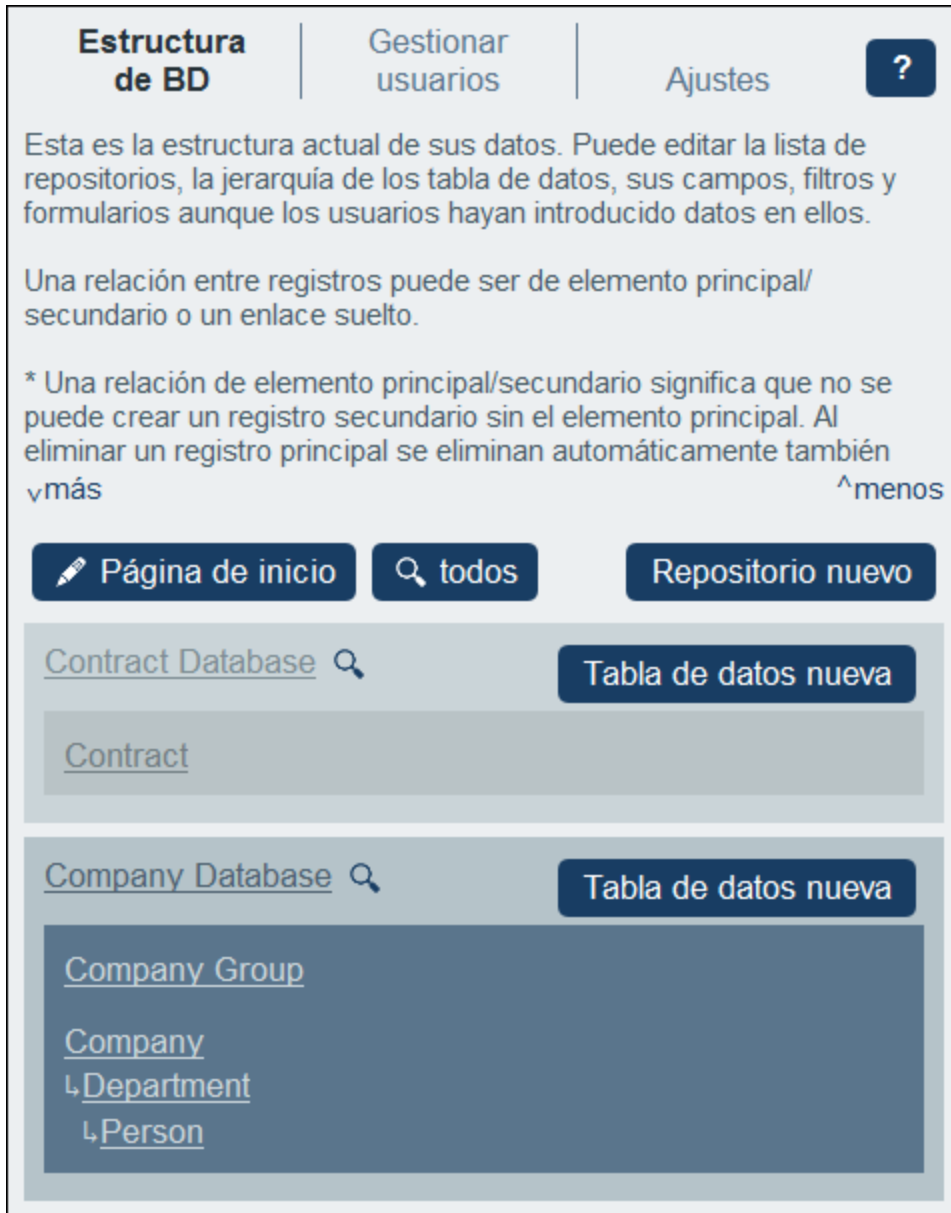 Estructura
de BD
Gestionar
usuarios
Ajustes
?
Esta es la estructura actual de sus datos. Puede editar la lista de
repositorios, la jerarquía de los tabla de datos, sus campos, filtros y
formularios aunque los usuarios hayan introducido datos en ellos.
Una relación entre registros puede ser de elemento principal/
secundario o un enlace suelto.
* Una relación de elemento principal/secundario significa que no se
puede crear un registro secundario sin el elemento principal. Al
eliminar un registro principal se eliminan automáticamente también
˅más ^menos
Página de inicio todos Repositorio nuevo
Contract Database Tabla de datos nueva
Contract
Company Database Tabla de datos nueva
Company Group
Company
↳Department
↳Person